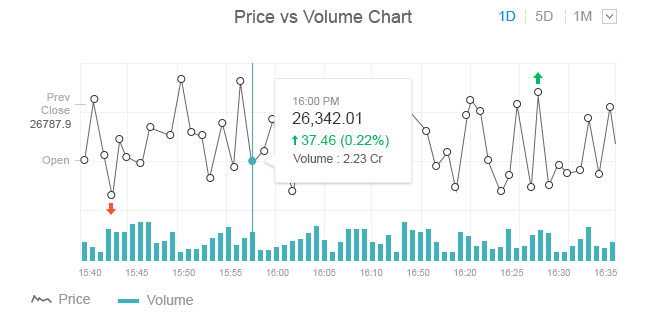 Price vs Volume Chart
1D 5D 1M
Prev
Close
26787.9
Open
16:00 PM
26,342.01
37.46 (0.22%)
Volume : 2.23 Cr
15:40 15:45 15:50 15:55 16:00 16:05 16:10 16:15 16:20 16:25 16:30 16:35
Price Volume